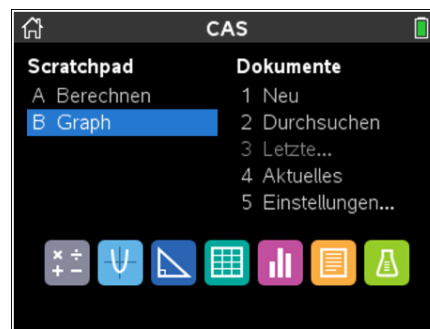 CAS
Scratchpad
A Berechnen
B Graph
Dokumente
1 Neu
2 Durchsuchen
3 Letzte...
4 Aktuelles
5 Einstellungen...